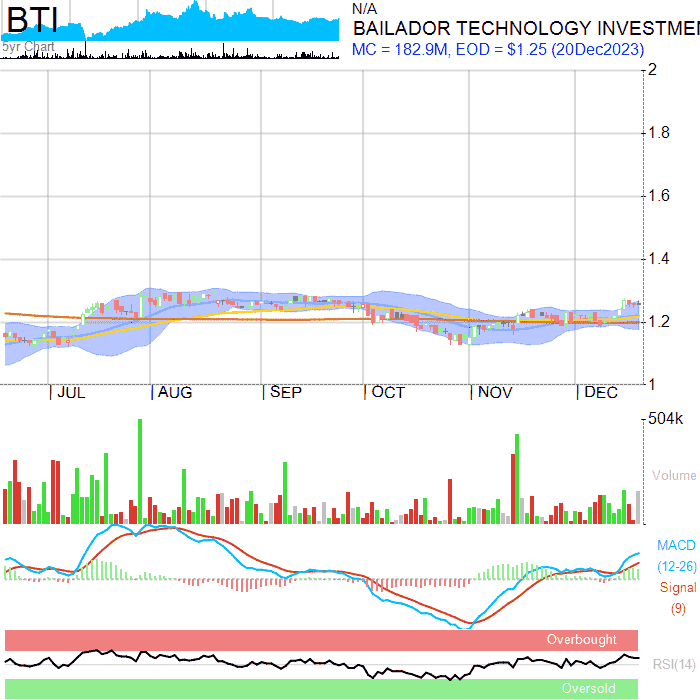 BTI
5yr Chart
N/A
BAILADOR TECHNOLOGY INVESTMEN
MC = 182.9M, EOD = $1.25 (20Dec2023)
2
1.8
1.6
1.4
1.2
1
JUL AUG SEP OCT NOV DEC
504k
Volume
MACD
(12-26)
Signal
(9)
Overbought
RSI(14)
Oversold